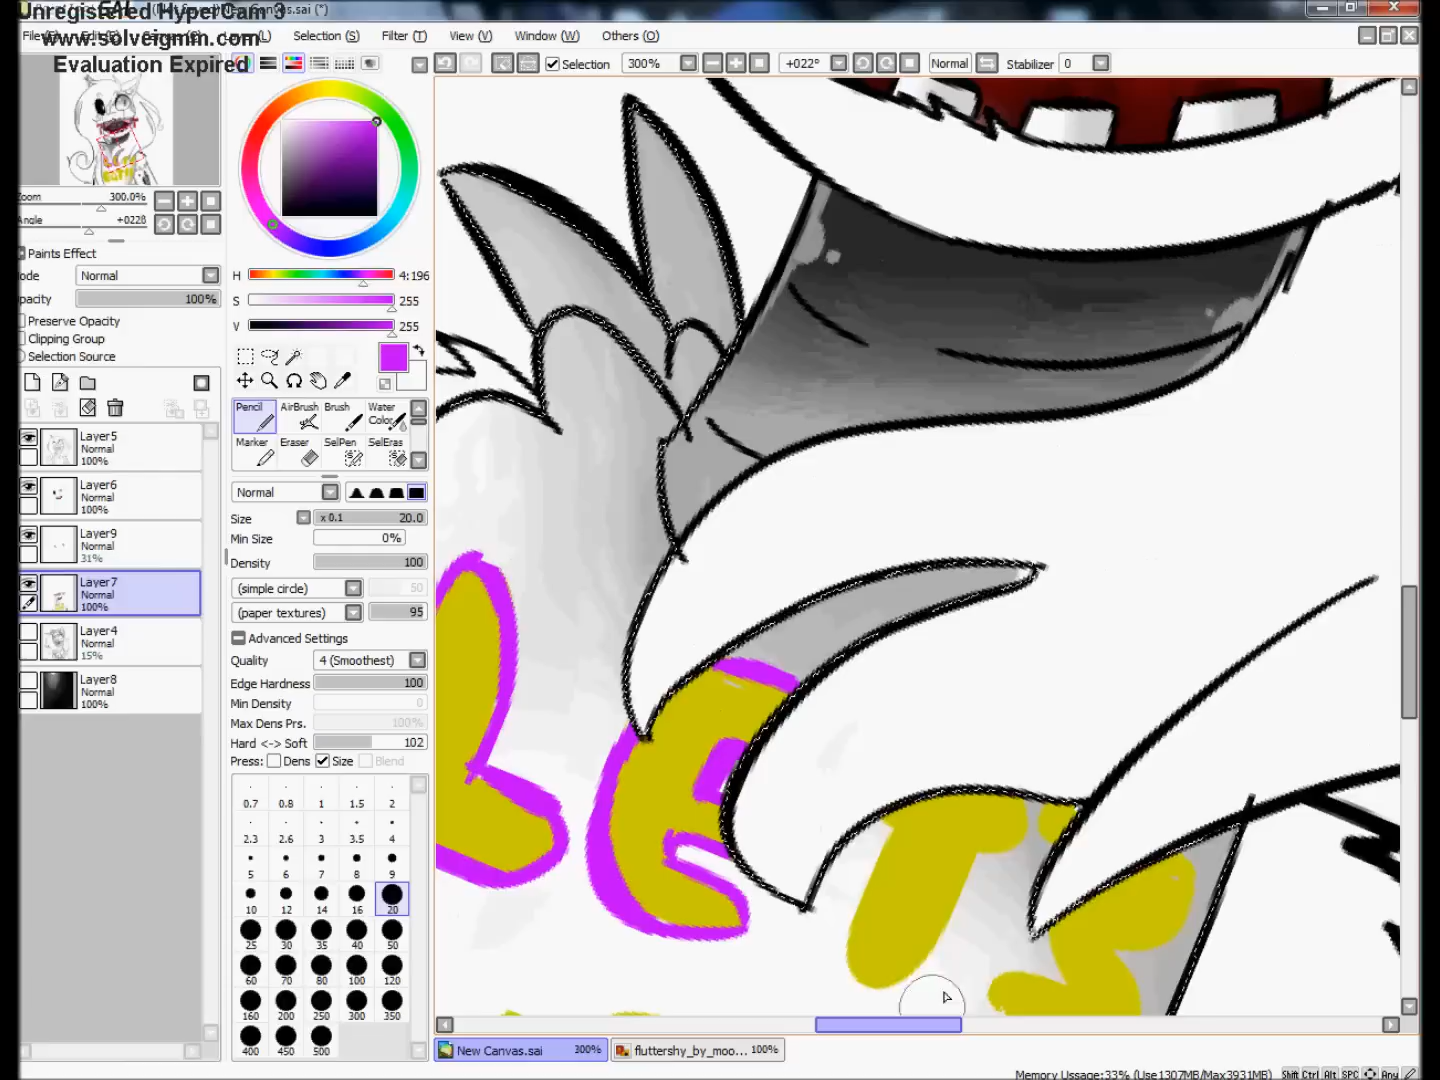 Unregistered HyperCam 3
www.solveigmm.com
Evaluation Expired
New Canvas.sai (*)
Selection (S)
Filter (T)
View (V)
Window (W)
Others (O)
Selection
300%
+022°
Normal
Stabilizer
0
Zoom
300.0%
Angle
+022ß
Paints Effect
Mode
Normal
Opacity
100%
Preserve Opacity
Clipping Group
Selection Source
Layer5
Normal
100%
Layer6
Normal
100%
Layer9
Normal
31%
Layer7
Normal
100%
Layer4
Normal
15%
Layer8
Normal
100%
H
4:196
S
255
V
255
Pencil
AirBrush
Brush
Water
Color
Marker
Eraser
SelPen
SelEras
Normal
Size
x 0.1
20.0
Min Size
0%
Density
100
(simple circle)
50
(paper textures)
95
Advanced Settings
Quality
4 (Smoothest)
Edge Hardness
100
Min Density
0
Max Dens Prs.
100%
Hard <-> Soft
102
Press:
Dens
Size
Blend
0.7 0.8 1 1.5 2
2.3 2.6 3 3.5 4
5 6 7 8 9
10 12 14 16 20
25 30 35 40 50
60 70 80 100 120
160 200 250 300 350
400 450 500
New Canvas.sai
300%
fluttershy_by_moo...
100%
Memory Ussage:33% (Use1307MB/Max3931MB)
Shift Ctrl Alt SPC Any